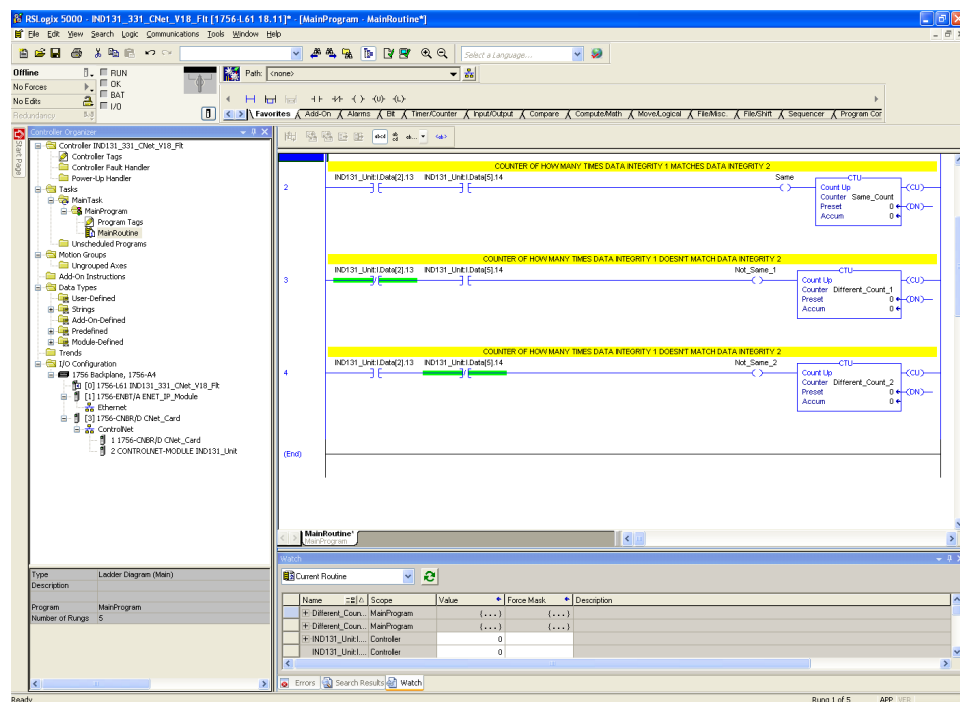 RSLogix 5000 - IND131_331_CNet_V18_Flt [1756-L61 18.11]* - [MainProgram - MainRoutine*]
File Edit View Search Logic Communications Tools Window Help
Select a Language...
Offline
RUN
No Forces
OK
BAT
No Edits
I/O
Redundancy
Path: <none>
Favorites Add-On Alarms Bit Timer/Counter Input/Output Compare Compute/Math Move/Logical File/Misc. File/Shift Sequencer Program Con
Start Page
Controller Organizer
Controller IND131_331_CNet_V18_Flt
Controller Tags
Controller Fault Handler
Power-Up Handler
Tasks
MainTask
MainProgram
Program Tags
MainRoutine
Unscheduled Programs
Motion Groups
Ungrouped Axes
Add-On Instructions
Data Types
User-Defined
Strings
Add-On-Defined
Predefined
Module-Defined
Trends
I/O Configuration
1756 Backplane, 1756-A4
[0] 1756-L61 IND131_331_CNet_V18_Flt
[1] 1756-ENBT/A ENET_IP_Module
Ethernet
[3] 1756-CNBR/D CNet_Card
ControlNet
1 1756-CNBR/D CNet_Card
2 CONTROLNET-MODULE IND131_Unit
Type Ladder Diagram (Main)
Description
Program MainProgram
Number of Rungs 5
COUNTER OF HOW MANY TIMES DATA INTEGRITY 1 MATCHES DATA INTEGRITY 2
2
IND131_Unit:I.Data[2].13 IND131_Unit:I.Data[5].14 Same
CTU
Count Up
Counter Same_Count
Preset 0
Accum 0
CU
DN
COUNTER OF HOW MANY TIMES DATA INTEGRITY 1 DOESN'T MATCH DATA INTEGRITY 2
3
IND131_Unit:I.Data[2].13 IND131_Unit:I.Data[5].14 Not_Same_1
CTU
Count Up
Counter Different_Count_1
Preset 0
Accum 0
CU
DN
COUNTER OF HOW MANY TIMES DATA INTEGRITY 1 DOESN'T MATCH DATA INTEGRITY 2
4
IND131_Unit:I.Data[2].13 IND131_Unit:I.Data[5].14 Not_Same_2
CTU
Count Up
Counter Different_Count_2
Preset 0
Accum 0
CU
DN
(End)
MainRoutine*
MainProgram
Watch
Current Routine
Name Scope Value Force Mask Description
Different_Coun... MainProgram {...} {...}
Different_Coun... MainProgram {...} {...}
IND131_Unit:I.... Controller 0
IND131_Unit:I.... Controller 0
Errors Search Results Watch
Ready
Rung 1 of 5 APP VER